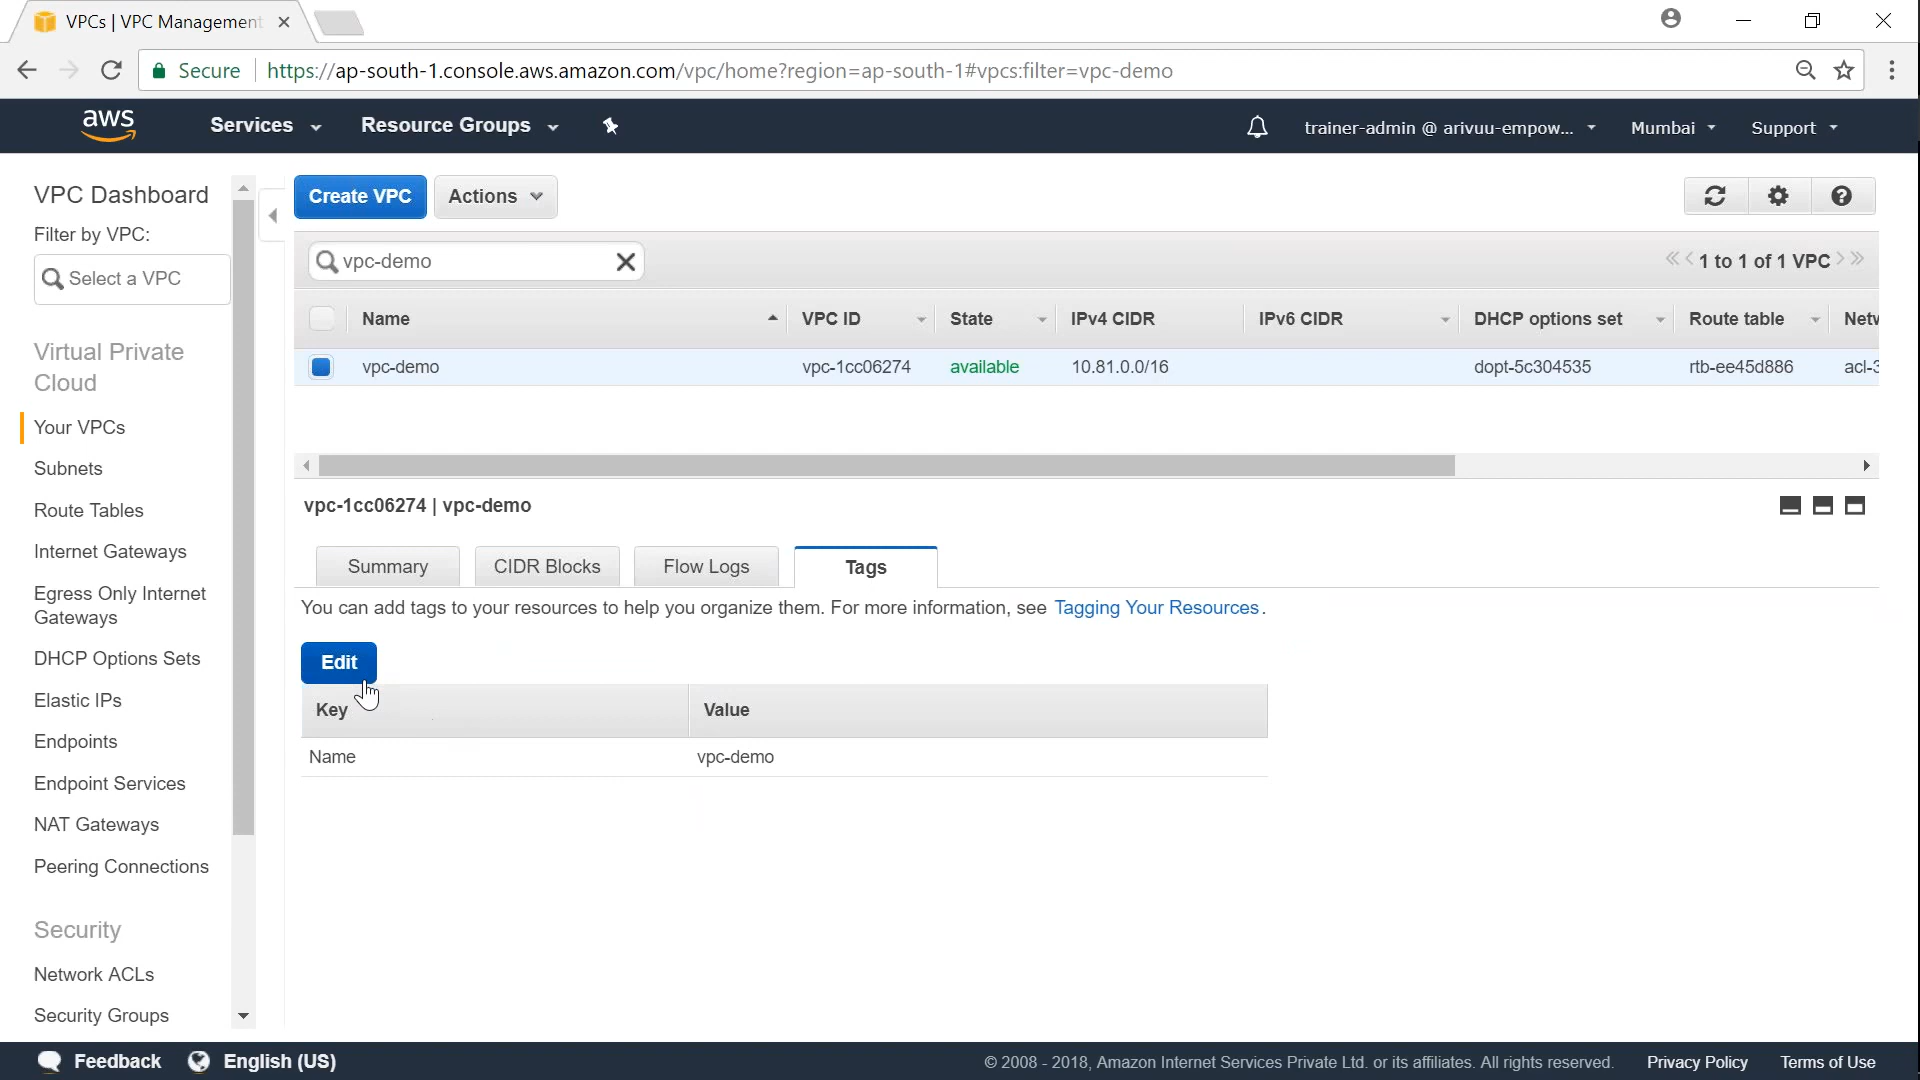 VPCs | VPC Management
Secure https://ap-south-1.console.aws.amazon.com/vpc/home?region=ap-south-1#vpcs:filter=vpc-demo
aws Services Resource Groups trainer-admin @ arivuu-empow... Mumbai Support
VPC Dashboard
Filter by VPC:
Select a VPC
Virtual Private
Cloud
Your VPCs
Subnets
Route Tables
Internet Gateways
Egress Only Internet
Gateways
DHCP Options Sets
Elastic IPs
Endpoints
Endpoint Services
NAT Gateways
Peering Connections
Security
Network ACLs
Security Groups
Create VPC Actions
vpc-demo 1 to 1 of 1 VPC
Name VPC ID State IPv4 CIDR IPv6 CIDR DHCP options set Route table Netw
vpc-demo vpc-1cc06274 available 10.81.0.0/16 dopt-5c304535 rtb-ee45d886 acl-3
vpc-1cc06274 | vpc-demo
Summary CIDR Blocks Flow Logs Tags
You can add tags to your resources to help you organize them. For more information, see Tagging Your Resources.
Edit
Key Value
Name vpc-demo
Feedback English (US) © 2008 - 2018, Amazon Internet Services Private Ltd. or its affiliates. All rights reserved. Privacy Policy Terms of Use